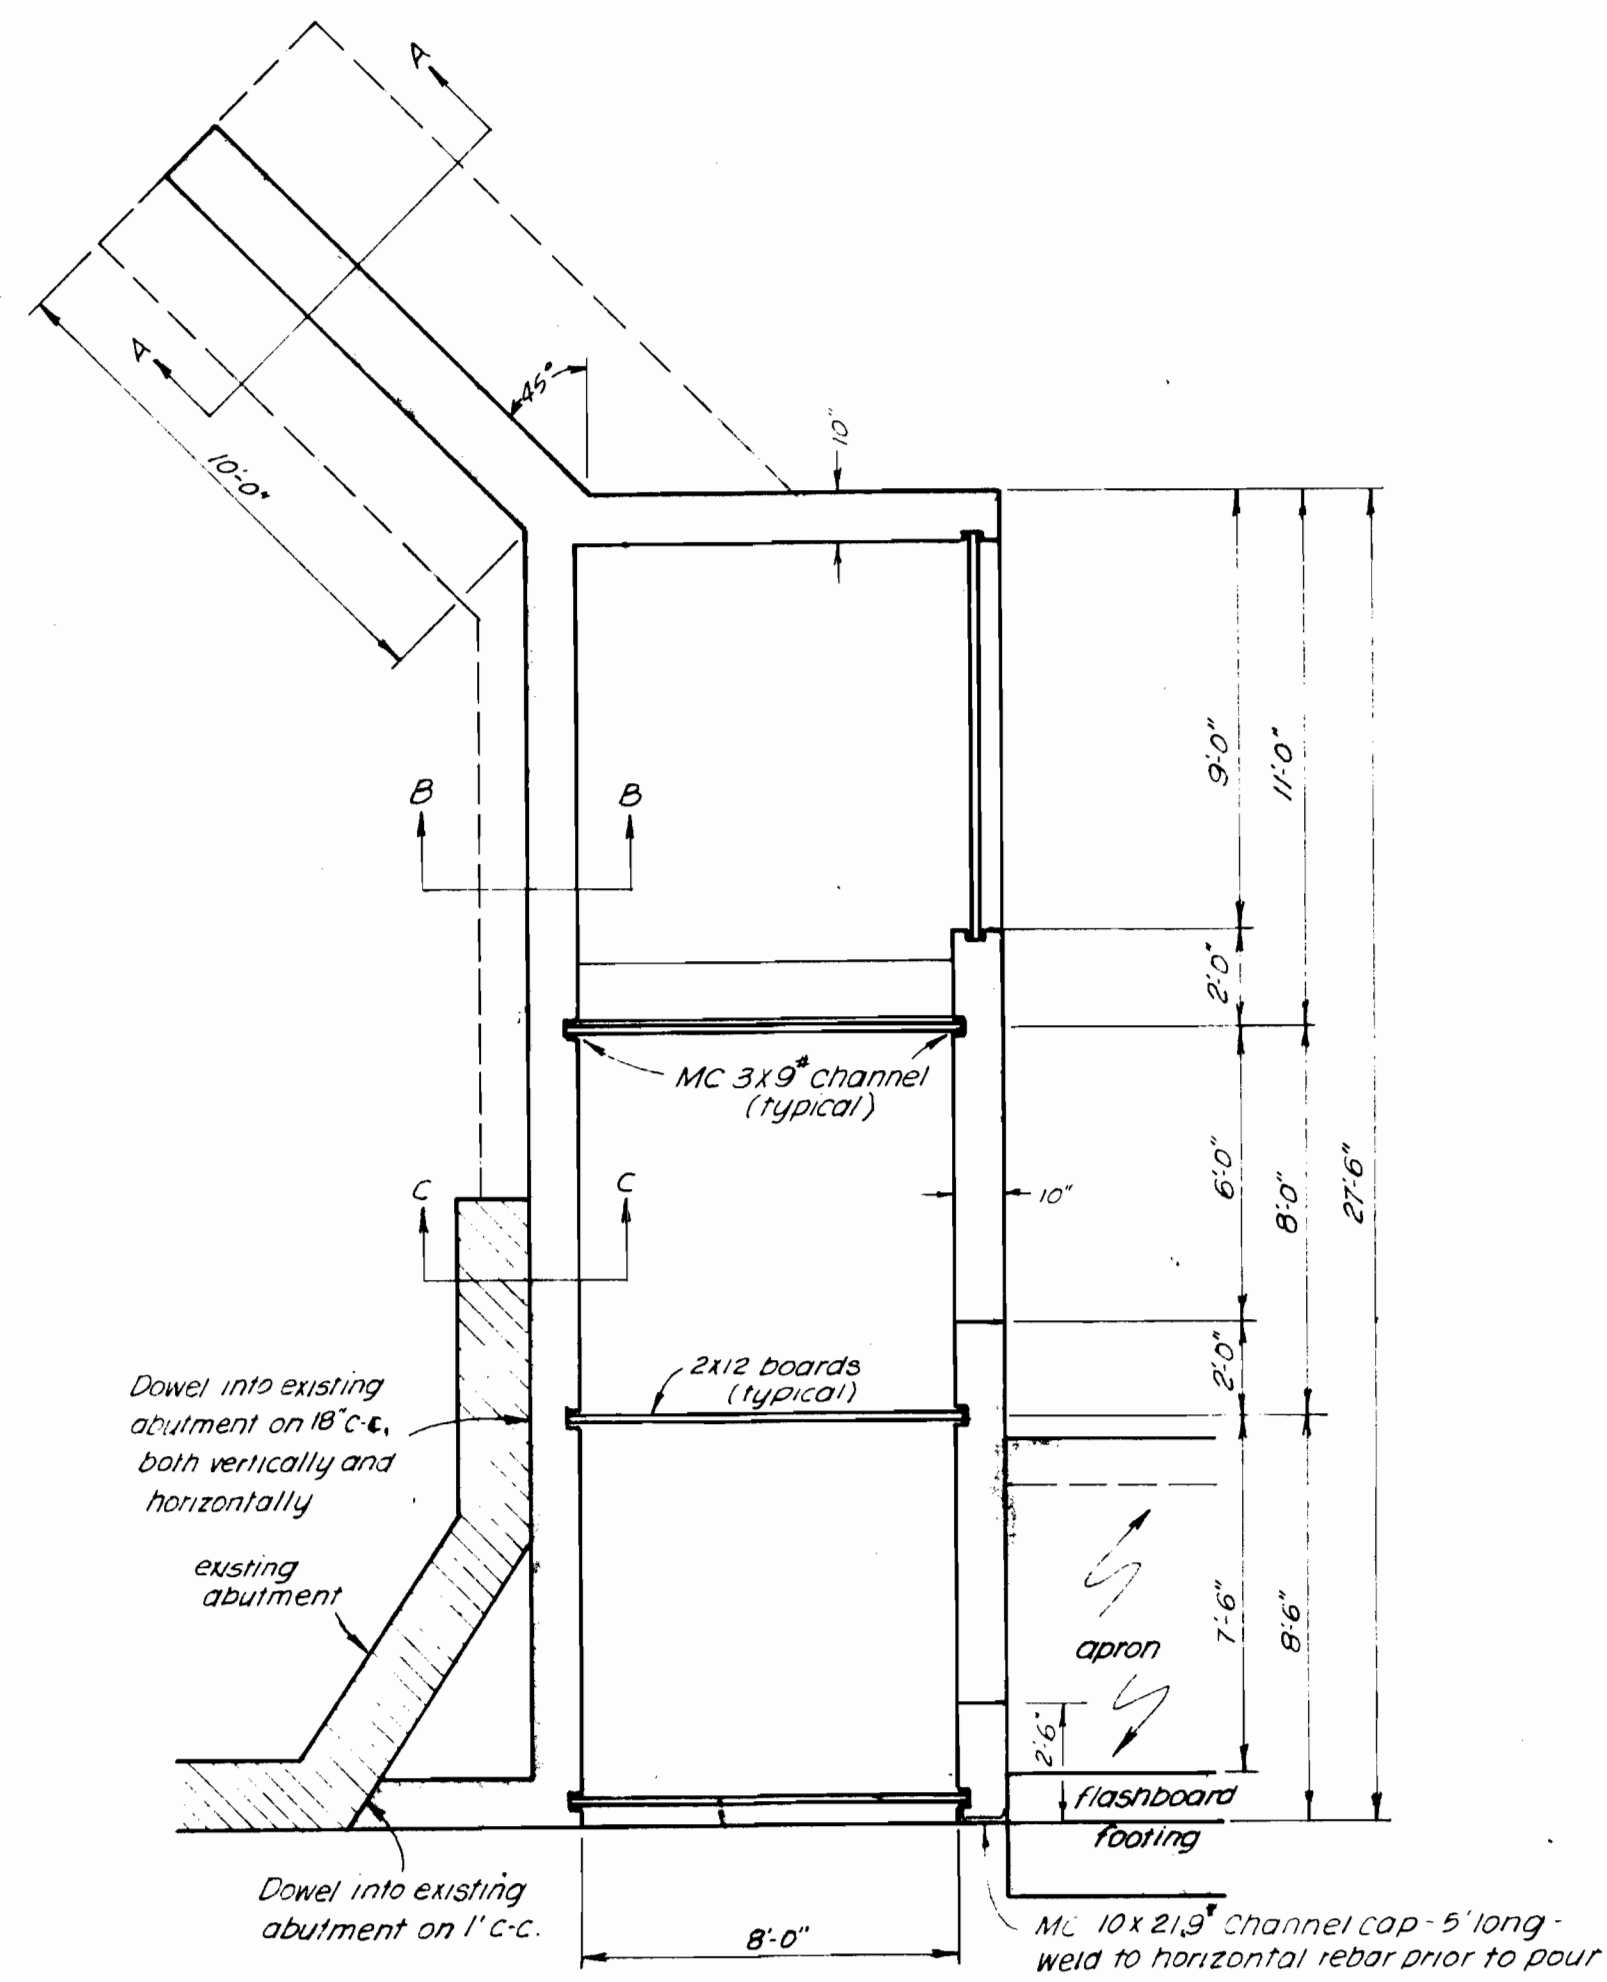 A
A
45°
10'-0"
10"
9'-0"
11'-0"
B
B
2'-0"
MC 3x9# channel
(typical)
C
C
10"
6'-0"
8'-0"
27'-6"
2x12 boards
(typical)
2'-0"
Dowel into existing
abutment on 18" c-c,
both vertically and
horizontally
existing
abutment
apron
7'-6"
8'-6"
2'-6"
flashboard
footing
Dowel into existing
abutment on 1' c-c.
8'-0"
MC 10 x 21.9# Channel cap - 5' long -
weld to horizontal rebar prior to pour